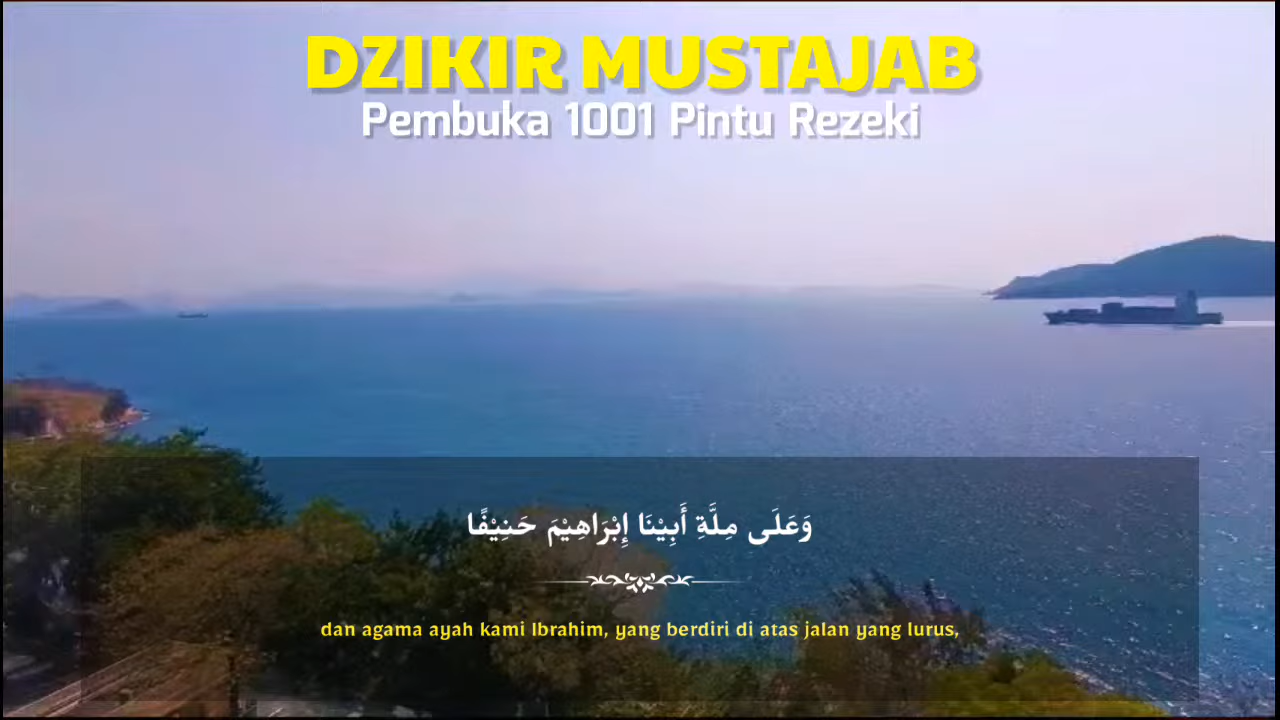 DZIKIR MUSTAJAB
Pembuka 1001 Pintu Rezeki
وَعَلَى مِلَّةِ أَبِيْنَا إِبْرَاهِيْمَ حَنِيْفًا
dan agama ayah kami Ibrahim, yang berdiri di atas jalan yang lurus,